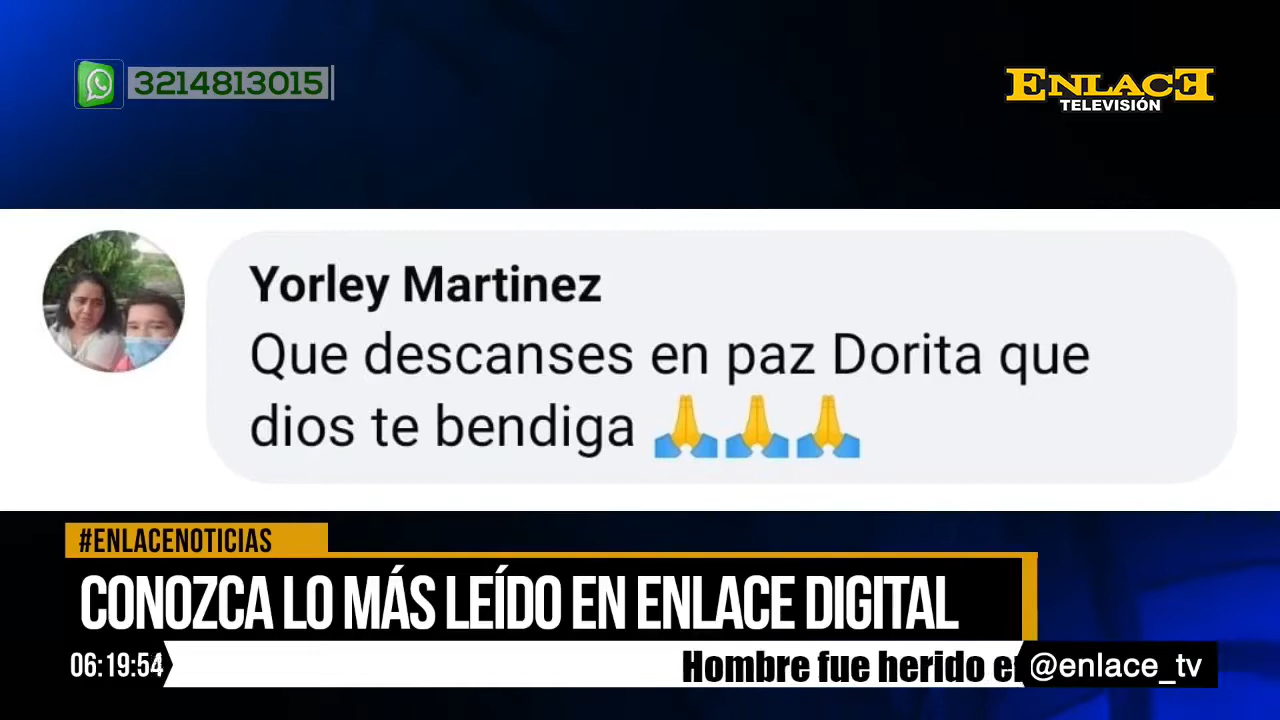 3214813015
ENLACE
TELEVISIÓN
Yorley Martinez
Que descanses en paz Dorita que
dios te bendiga 🙏🙏🙏
#ENLACENOTICIAS
CONOZCA LO MÁS LEÍDO EN ENLACE DIGITAL
06:19:54
Hombre fue herido
@enlace_tv